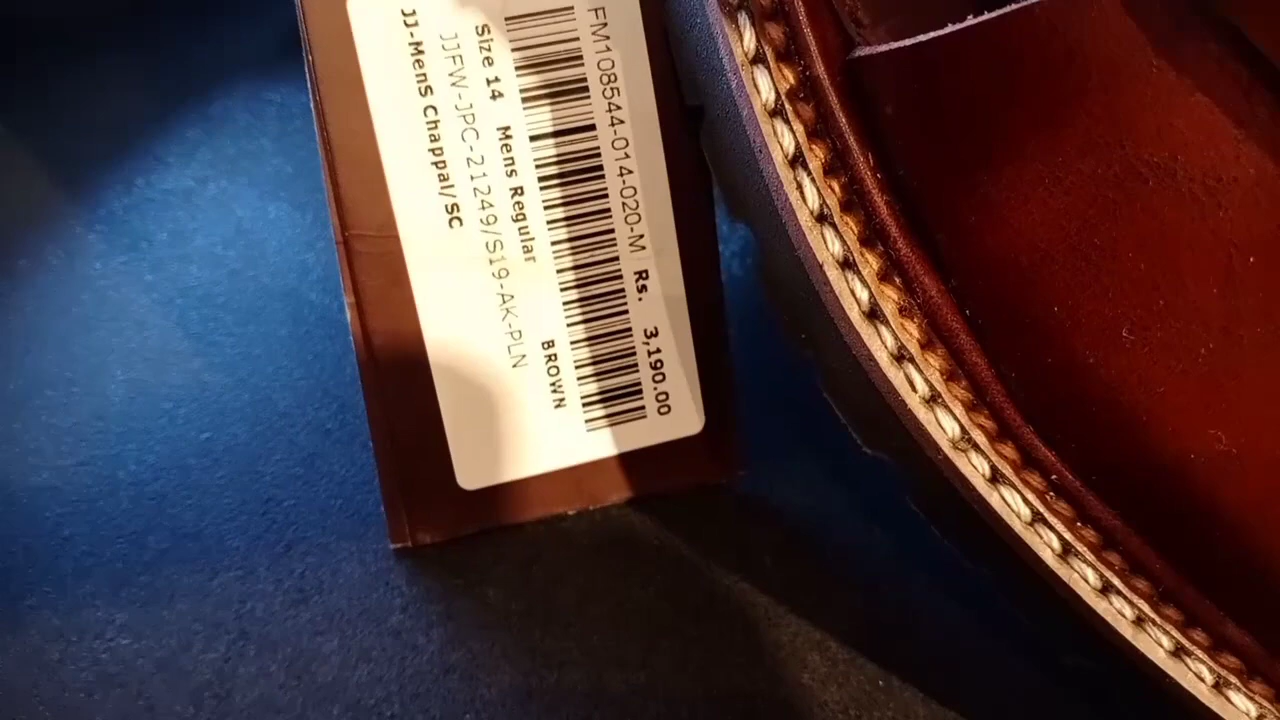 FM108544-014-020-M Rs. 3,190.00
BROWN
Size 14 Mens Regular
JJFW-JPC-21249/S19-AK-PLN
JJ-Mens Chappal/SC